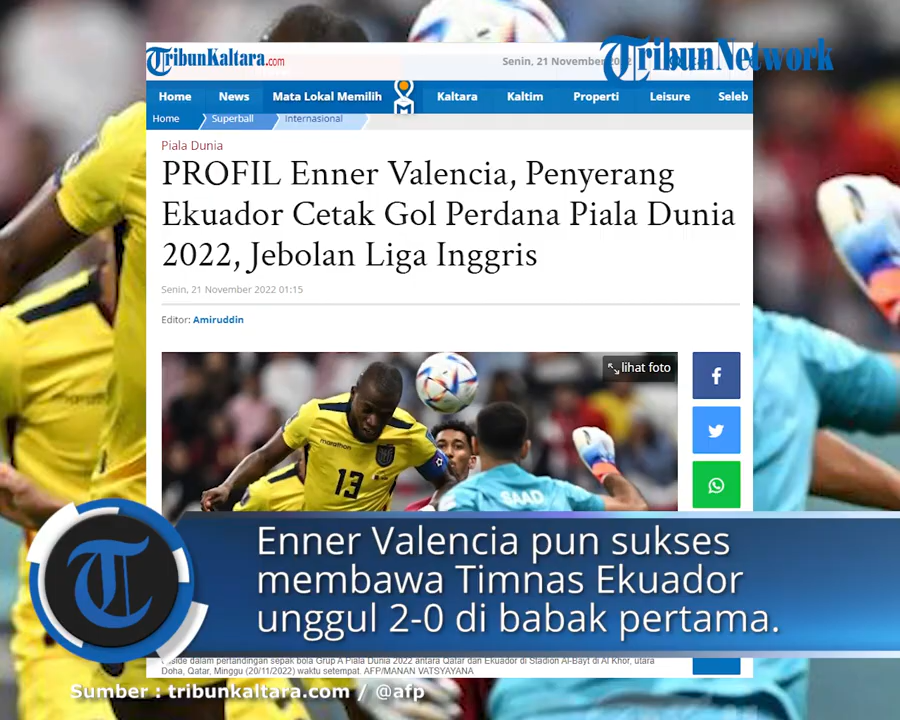 TribunKaltara.com
Senin, 21 November
TribunNetwork
Home News Mata Lokal Memilih M Kaltara Kaltim Properti Leisure Seleb
Home Superball Internasional
Piala Dunia
PROFIL Enner Valencia, Penyerang
Ekuador Cetak Gol Perdana Piala Dunia
2022, Jebolan Liga Inggris
Senin, 21 November 2022 01:15
Editor: Amiruddin
lihat foto
marathon
13
SAAD
Enner Valencia pun sukses
membawa Timnas Ekuador
unggul 2-0 di babak pertama.
T
dalam pertandingan sepak bola Grup A Piala Dunia 2022 antara Qatar dan Ekuador di Stadion Al-Bayt di Al Khor, utara
Doha, Qatar, Minggu (20/11/2022) waktu setempat. AFP/MANAN VATSYAYANA
Sumber : tribunkaltara.com / @afp